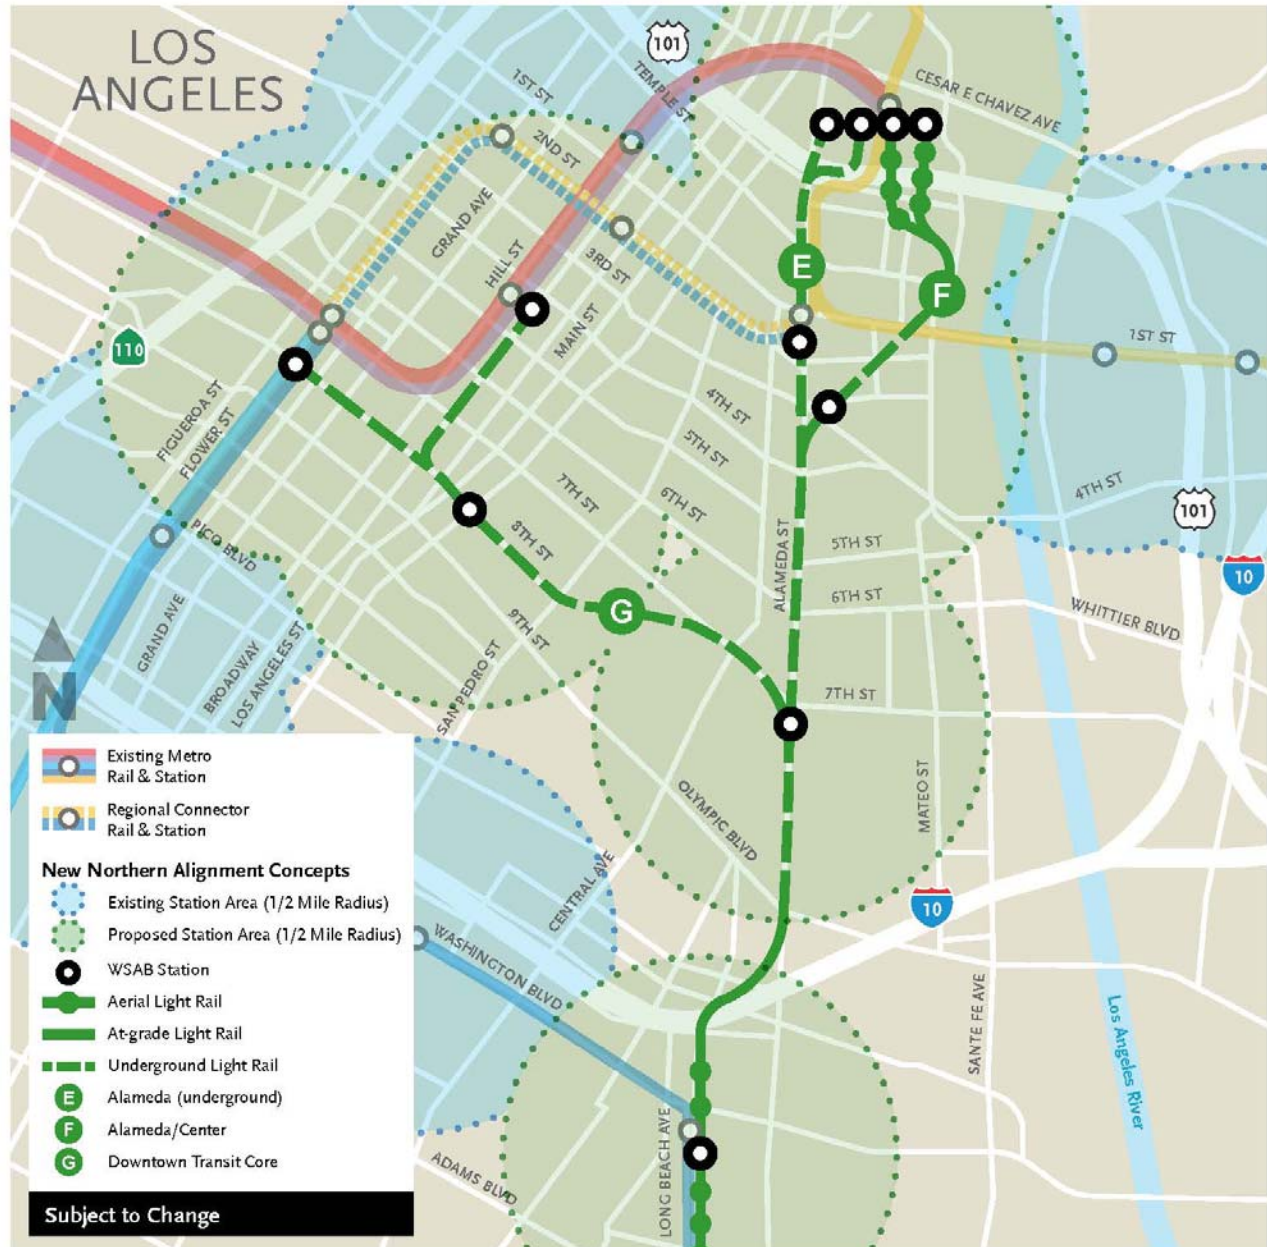 LOS
ANGELES
101
1ST ST
TEMPLE ST
CESAR E CHAVEZ AVE
2ND ST
GRAND AVE
HILL ST
3RD ST
E
F
MAIN ST
110
1ST ST
FIGUEROA ST
FLOWER ST
4TH ST
5TH ST
7TH ST
6TH ST
4TH ST
101
PICO BLVD
8TH ST
ALAMEDA ST
5TH ST
10
6TH ST
WHITTIER BLVD
G
9TH ST
GRAND AVE
BROADWAY
LOS ANGELES ST
SAN PEDRO ST
N
7TH ST
OLYMPIC BLVD
MATEO ST
CENTRAL AVE
10
WASHINGTON BLVD
SANTE FE AVE
Los Angeles River
LONG BEACH AVE
ADAMS BLVD
Existing Metro
Rail & Station
Regional Connector
Rail & Station
New Northern Alignment Concepts
Existing Station Area (1/2 Mile Radius)
Proposed Station Area (1/2 Mile Radius)
WSAB Station
Aerial Light Rail
At-grade Light Rail
Underground Light Rail
E Alameda (underground)
F Alameda/Center
G Downtown Transit Core
Subject to Change